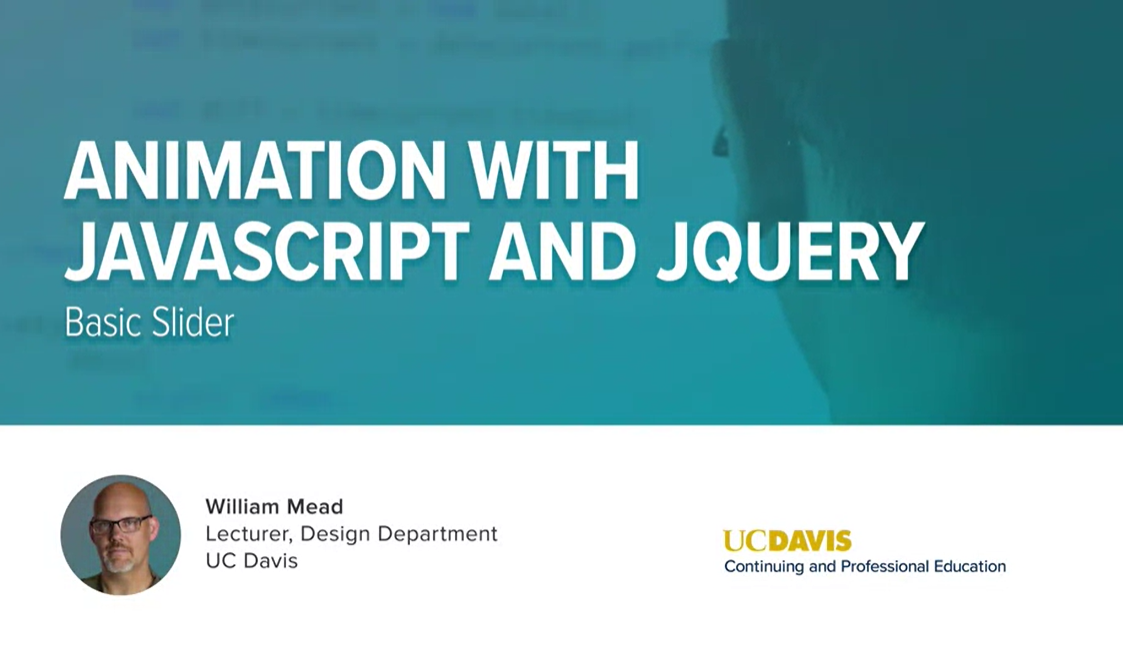 ANIMATION WITH
JAVASCRIPT AND JQUERY
Basic Slider
William Mead
Lecturer, Design Department
UC Davis
UCDAVIS
Continuing and Professional Education